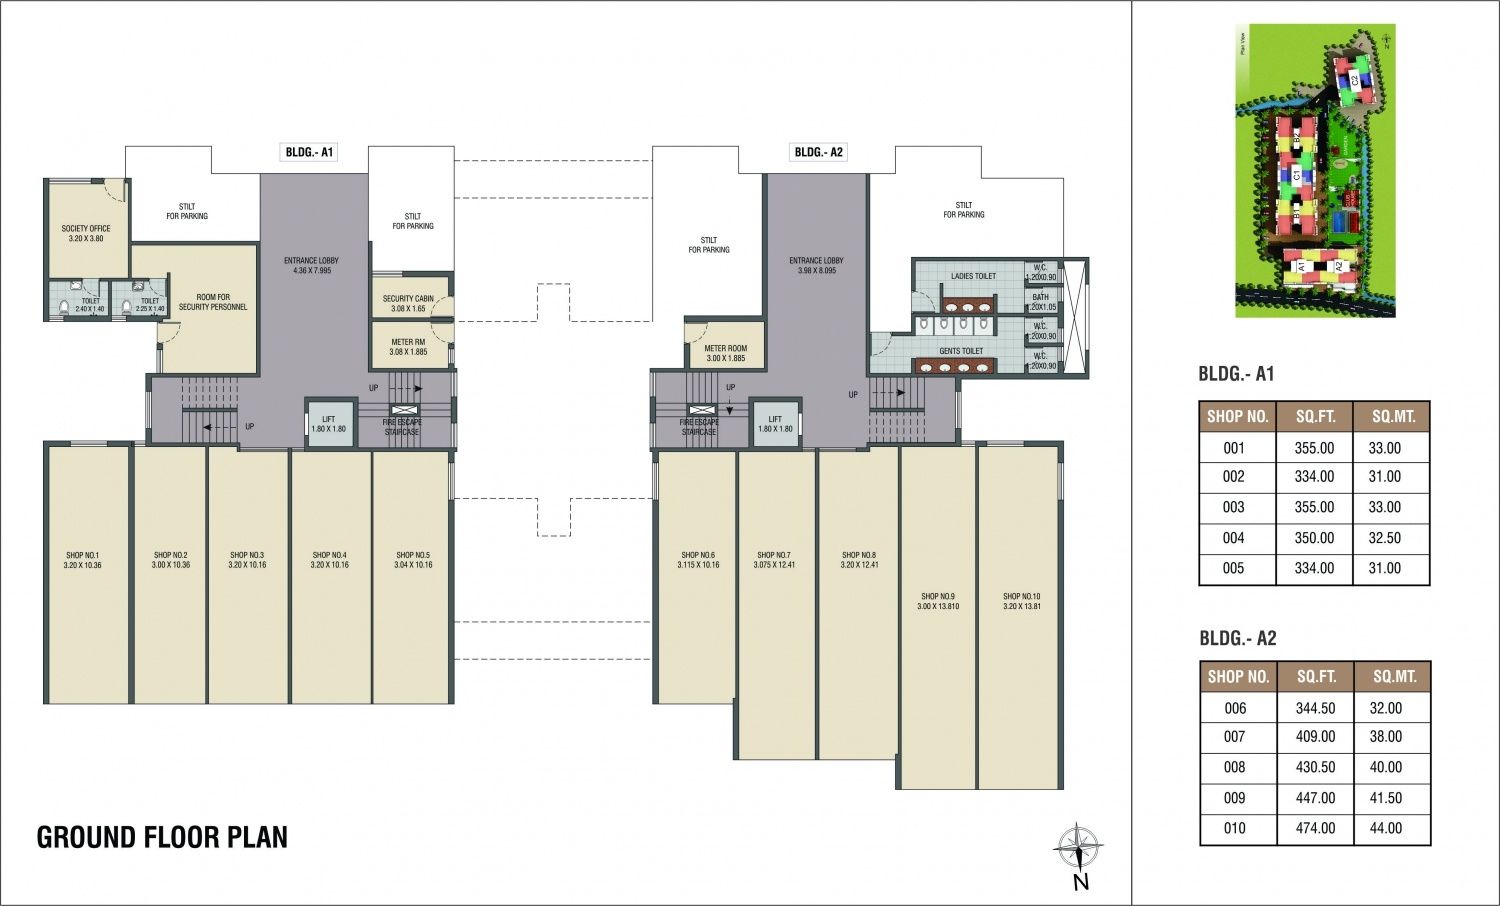 BLDG.- A1
BLDG.- A2
STILT
FOR PARKING
STILT
FOR PARKING
STILT
FOR PARKING
STILT
FOR PARKING
SOCIETY OFFICE
3.20 X 3.80
ENTRANCE LOBBY
4.36 X 7.995
ENTRANCE LOBBY
3.98 X 8.095
TOILET
2.40 X 1.40
TOILET
2.25 X 1.40
ROOM FOR
SECURITY PERSONNEL
SECURITY CABIN
3.08 X 1.65
METER RM
3.08 X 1.885
METER ROOM
3.00 X 1.885
LADIES TOILET
GENTS TOILET
W.C.
1.20X0.90
BATH
1.20X1.05
W.C.
1.20X0.90
W.C.
1.20X0.90
UP
UP
UP
UP
LIFT
1.80 X 1.80
FIRE ESCAPE
STAIRCASE
FIRE ESCAPE
STAIRCASE
LIFT
1.80 X 1.80
SHOP NO.1
3.20 X 10.36
SHOP NO.2
3.00 X 10.36
SHOP NO.3
3.20 X 10.16
SHOP NO.4
3.20 X 10.16
SHOP NO.5
3.04 X 10.16
SHOP NO.6
3.115 X 10.16
SHOP NO.7
3.075 X 12.41
SHOP NO.8
3.20 X 12.41
SHOP NO.9
3.00 X 13.810
SHOP NO.10
3.20 X 13.81
GROUND FLOOR PLAN
N
Plan View
N
C2
B2
C1
B1
A1
A2
GARDEN
CLUB
HOUSE
BLDG.- A1
SHOP NO. SQ.FT. SQ.MT.
001 355.00 33.00
002 334.00 31.00
003 355.00 33.00
004 350.00 32.50
005 334.00 31.00
BLDG.- A2
SHOP NO. SQ.FT. SQ.MT.
006 344.50 32.00
007 409.00 38.00
008 430.50 40.00
009 447.00 41.50
010 474.00 44.00